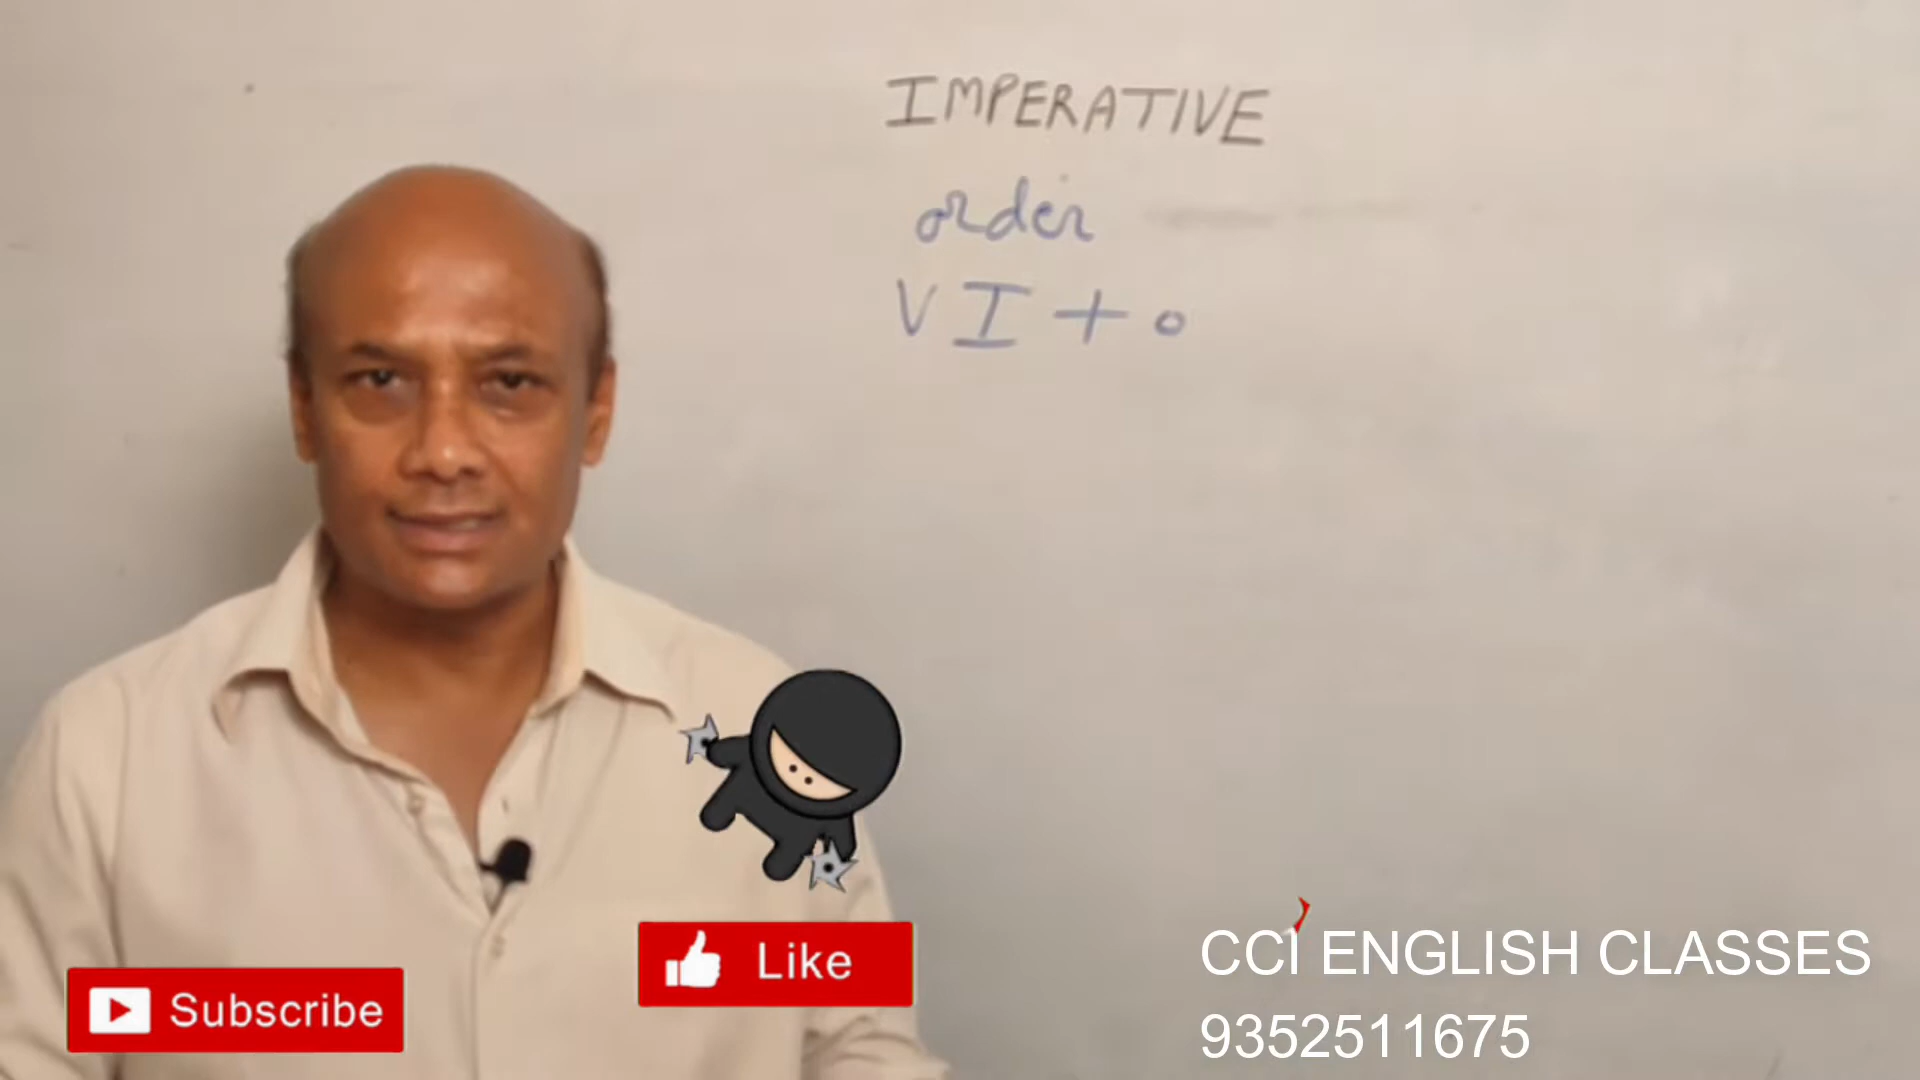 IMPERATIVE
order
V I + o
Like
Subscribe
CCI ENGLISH CLASSES
9352511675